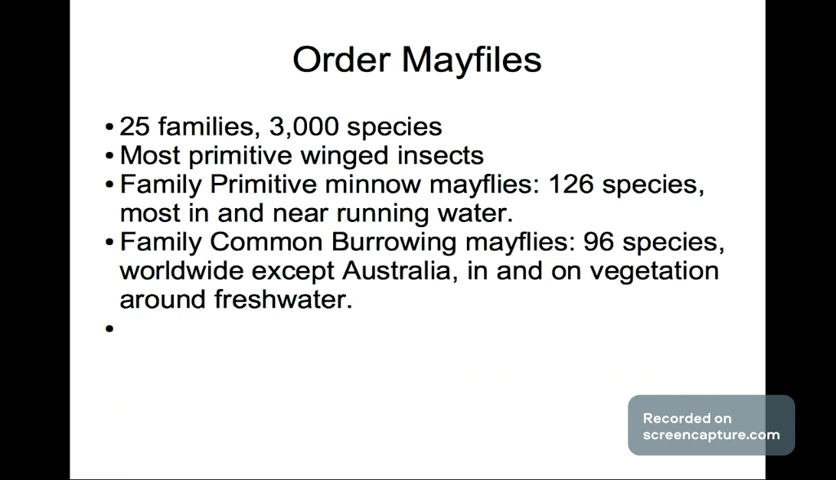 Order Mayfiles
• 25 families, 3,000 species
• Most primitive winged insects
• Family Primitive minnow mayflies: 126 species,
most in and near running water.
• Family Common Burrowing mayflies: 96 species,
worldwide except Australia, in and on vegetation
around freshwater.
•
Recorded on
screencapture.com